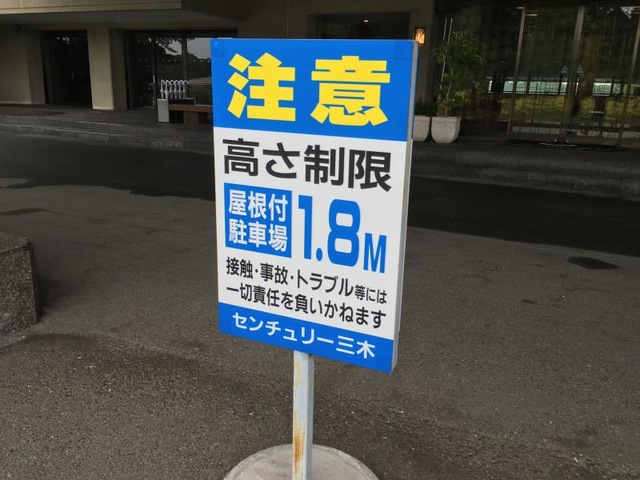 注意
高さ制限
屋根付
駐車場
1.8M
接触・事故・トラブル等には
一切責任を負いかねます
センチュリー三木